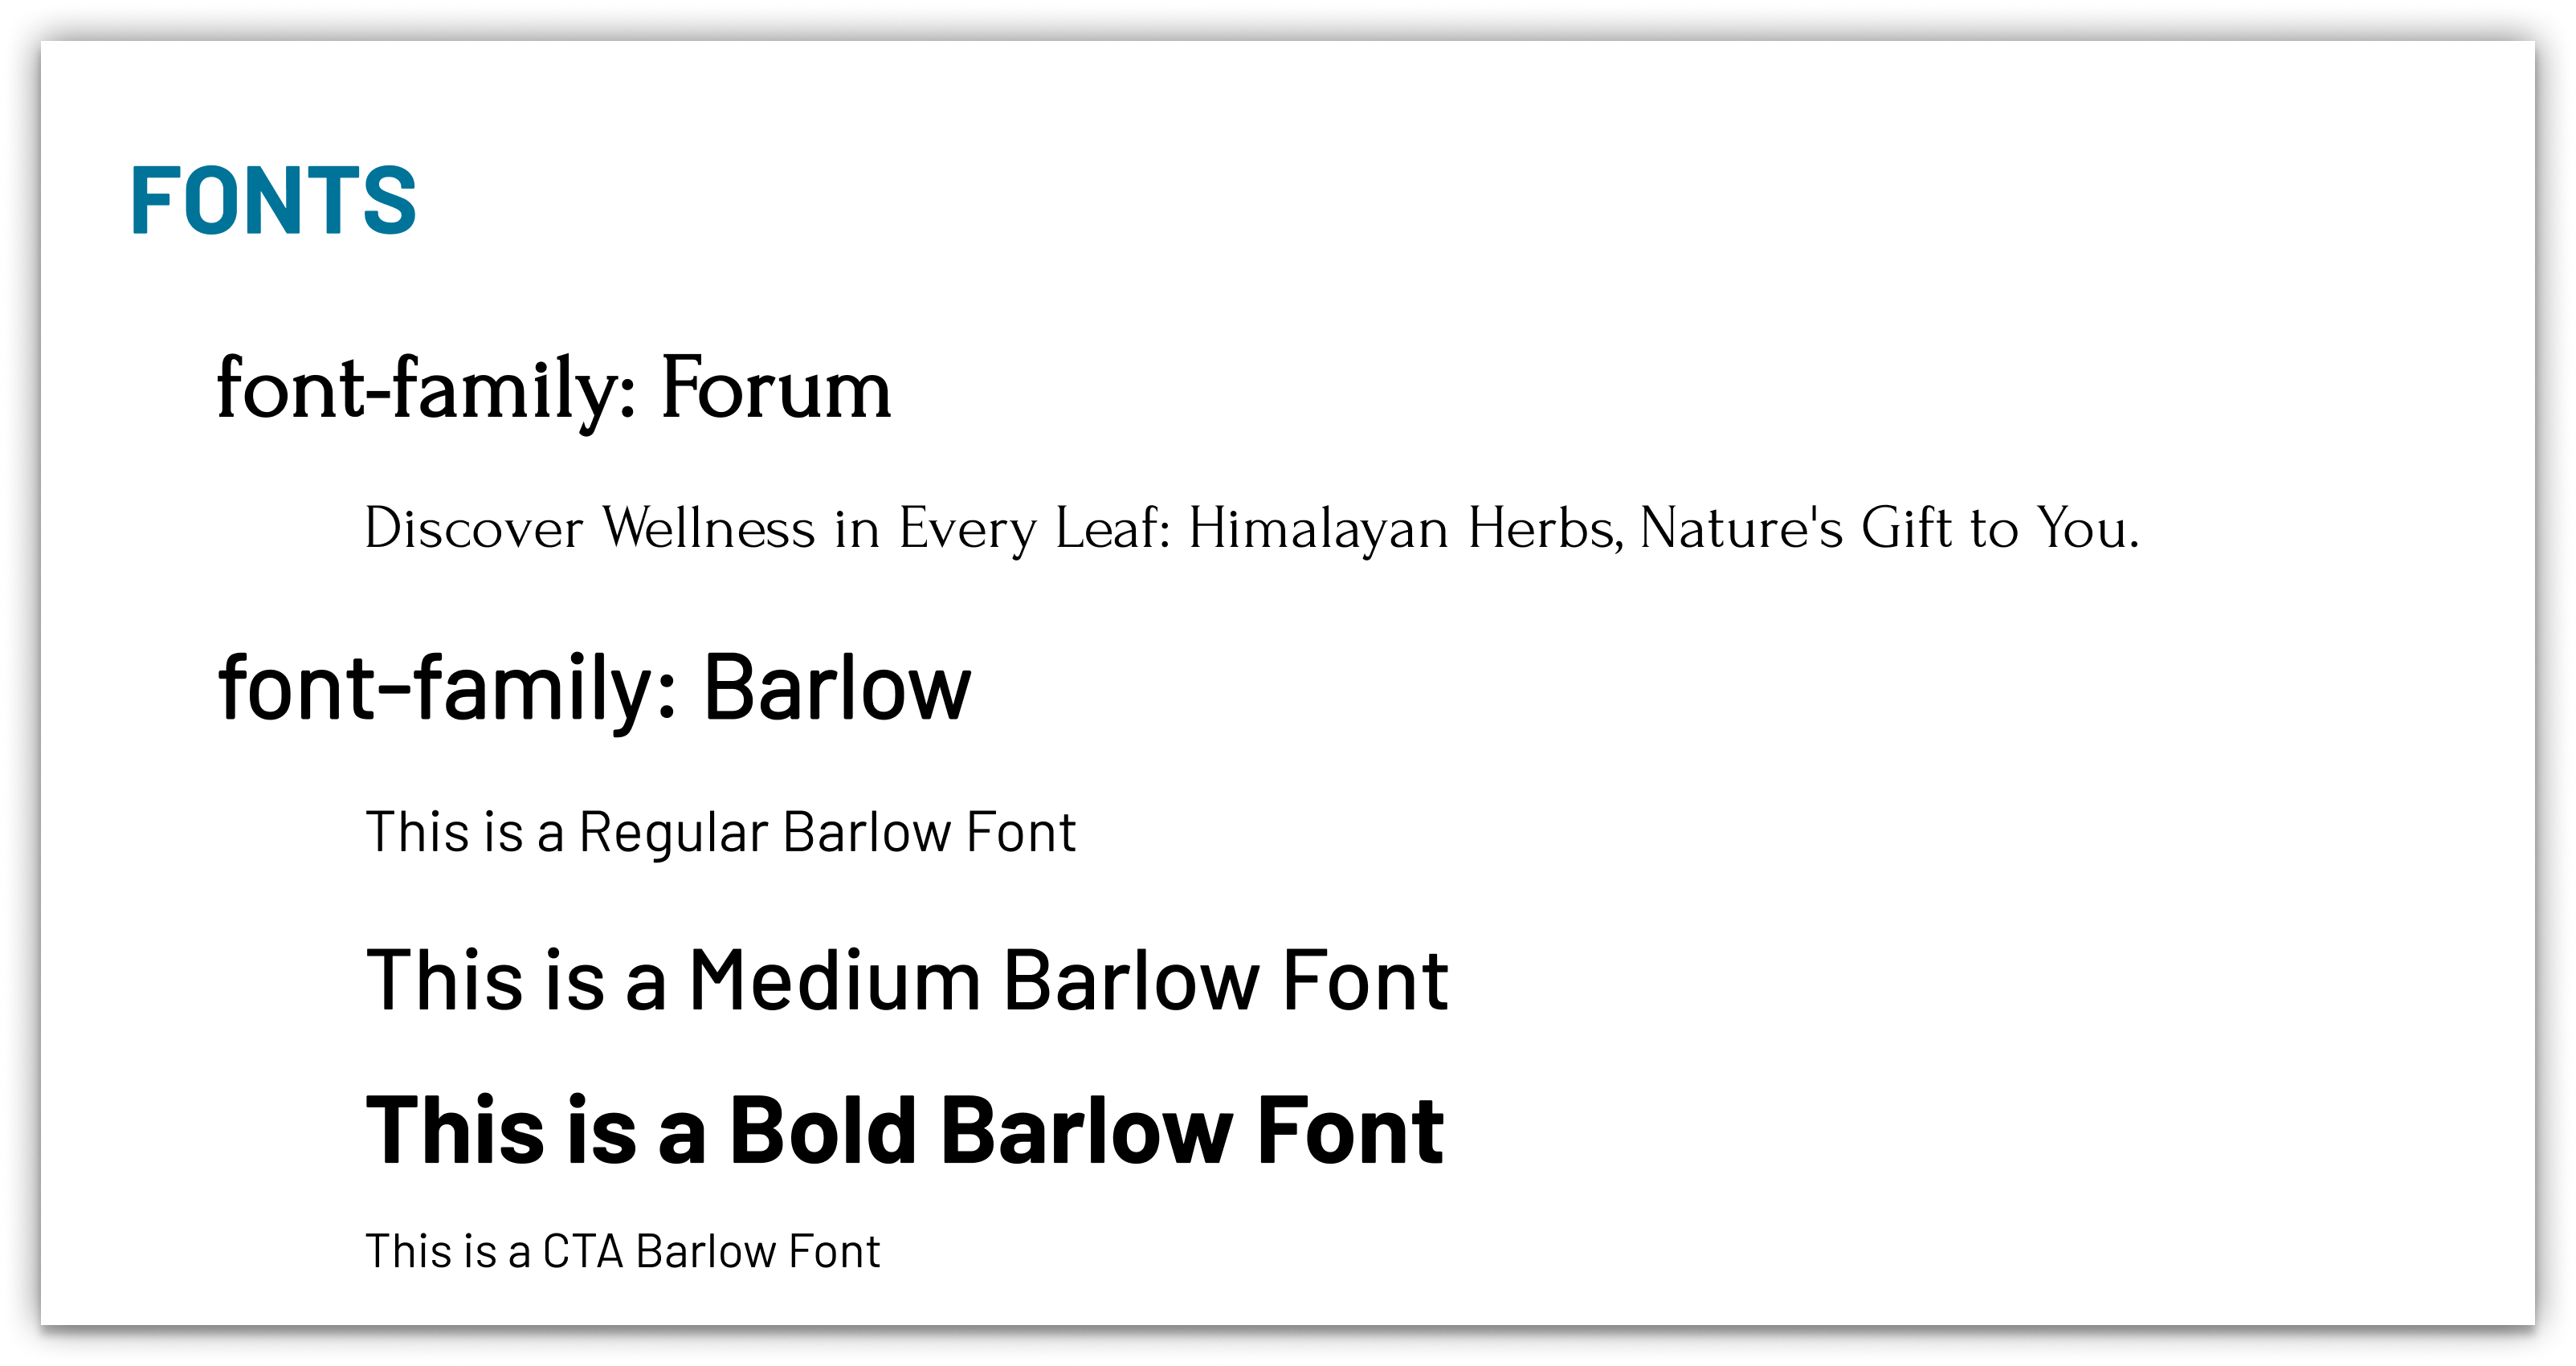 FONTS
font-family: Forum
Discover Wellness in Every Leaf: Himalayan Herbs, Nature's Gift to You.
font-family: Barlow
This is a Regular Barlow Font
This is a Medium Barlow Font
This is a Bold Barlow Font
This is a CTA Barlow Font